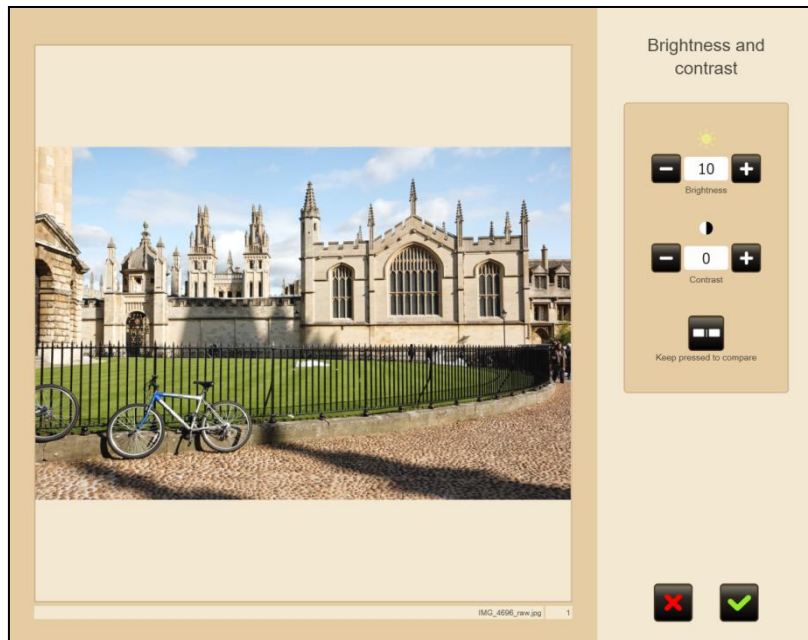 Brightness and
contrast
10
Brightness
0
Contrast
Keep pressed to compare
IMG_4696_raw.jpg 1